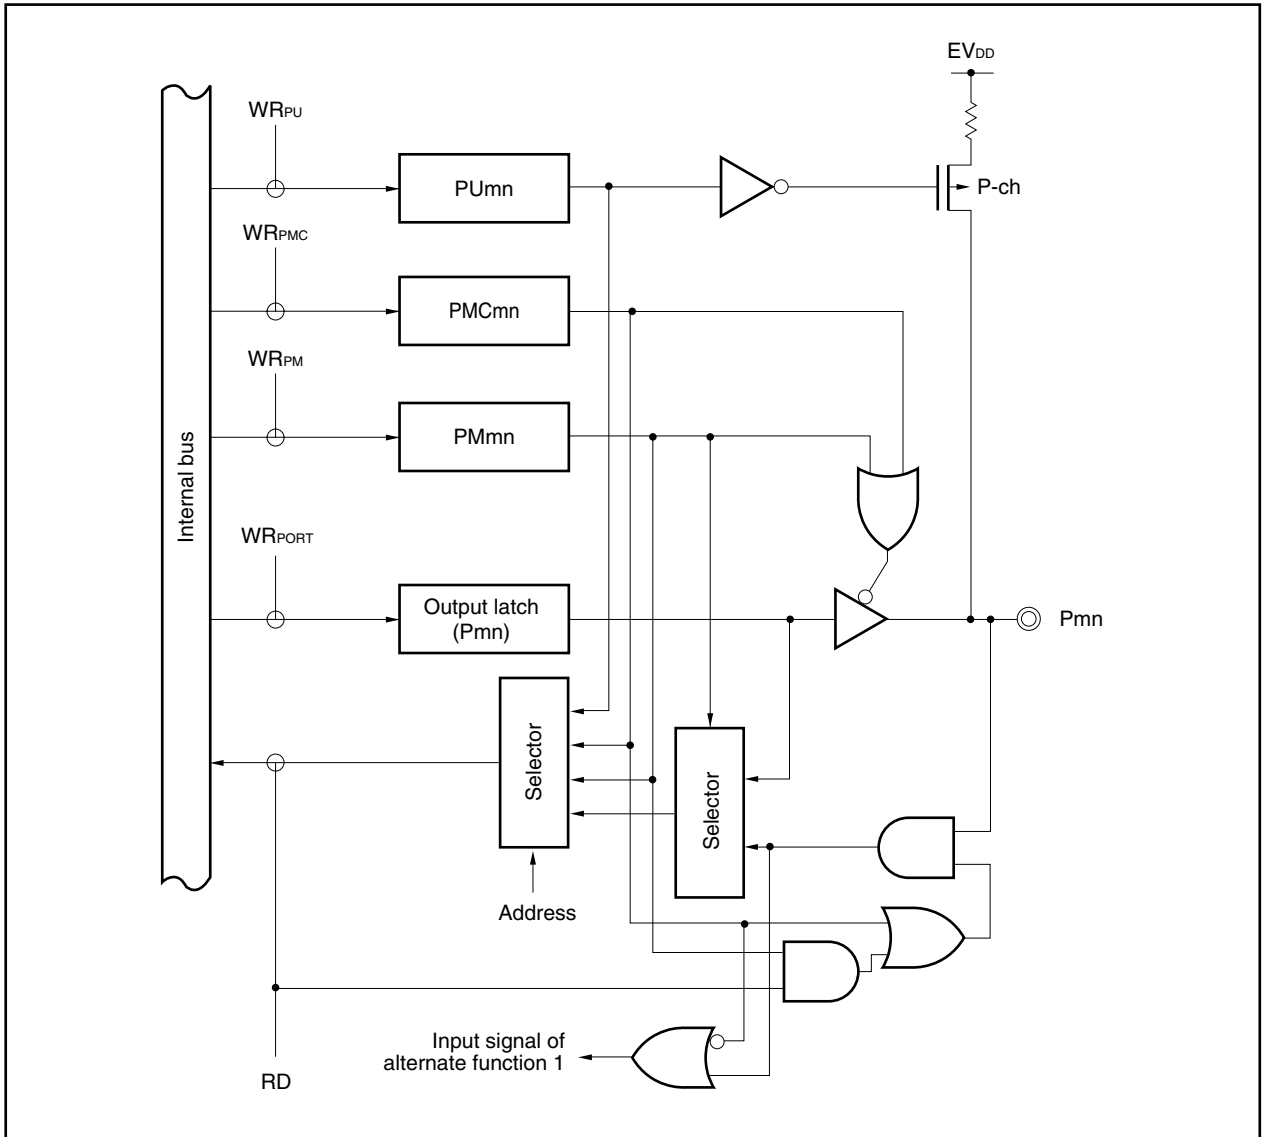 EVDD
WRPU
PUmn
P-ch
WRPMC
PMCmn
WRPM
PMmn
Internal bus
WRPORT
Output latch
(Pmn)
Pmn
Selector
Selector
Address
Input signal of
alternate function 1
RD